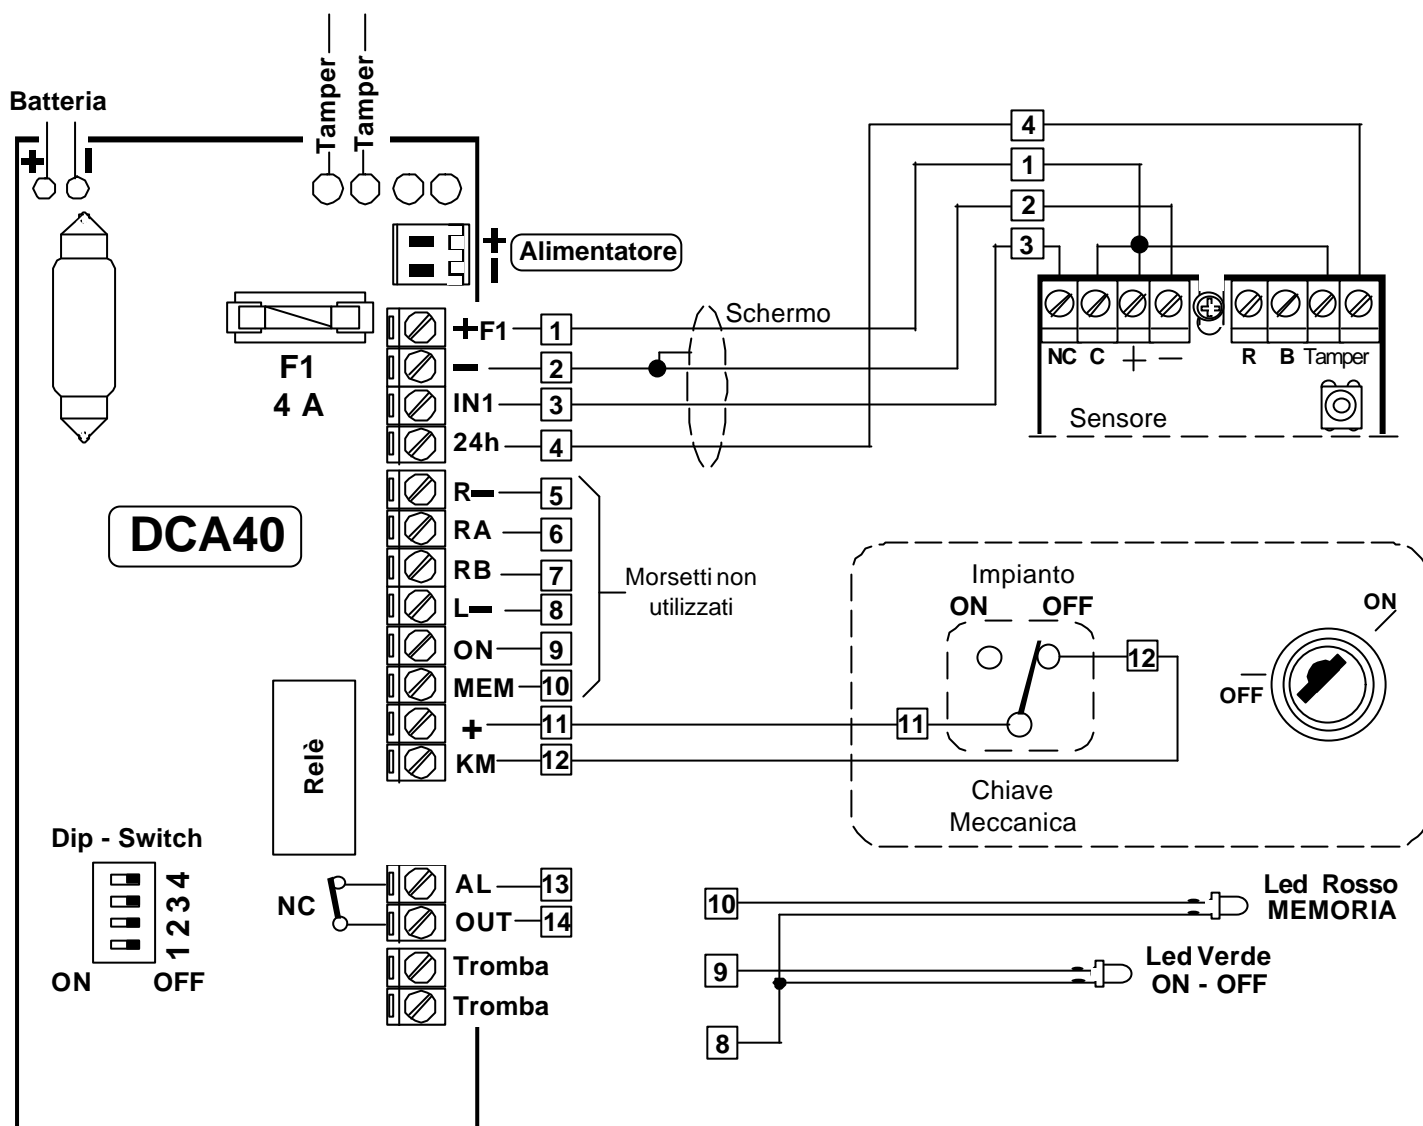 Tamper
Tamper
Batteria
+ −
+
−
Alimentatore
F1
4 A
+F1 1
− 2
IN1 3
24h 4
R− 5
RA 6
RB 7
L− 8
ON 9
MEM 10
+ 11
KM 12
DCA40
Schermo
4
1
2
3
NC C + − R B Tamper
Sensore
Morsetti non
utilizzati
Impianto
ON OFF
12
11
Chiave
Meccanica
ON
OFF
Relè
Dip - Switch
1 2 3 4
ON OFF
NC
AL 13
OUT 14
Tromba
Tromba
10
Led Rosso
MEMORIA
9
Led Verde
ON - OFF
8